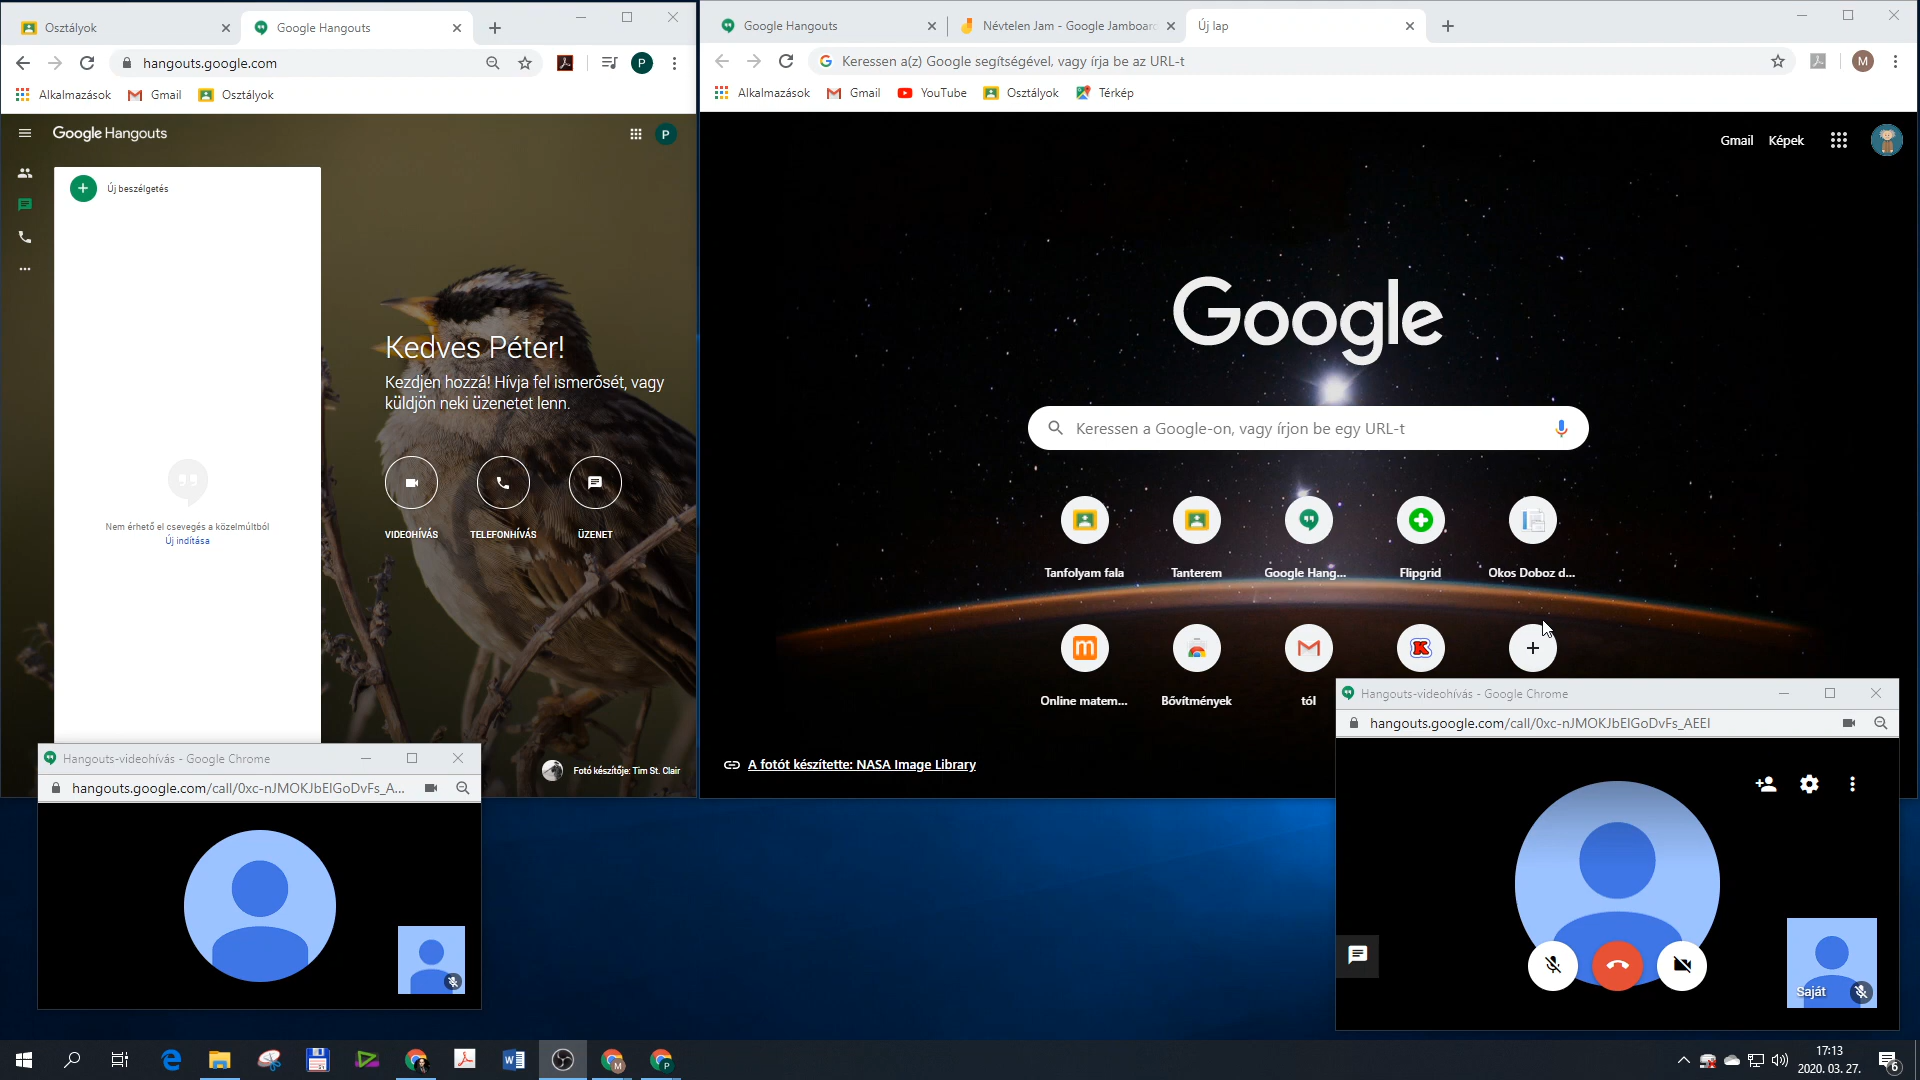 Osztályok
Google Hangouts
hangouts.google.com
P
Alkalmazások
Gmail
Osztályok
Google Hangouts
P
Új beszélgetés
Nem érhető el csevegés a közelmúltból
Új indítása
Kedves Péter!
Kezdjen hozzá! Hívja fel ismerősét, vagy
küldjön neki üzenetet lenn.
VIDEOHÍVÁS
TELEFONHÍVÁS
ÜZENET
Fotó készítője: Tim St. Clair
Google Hangouts
Névtelen Jam - Google Jamboard
Új lap
Keressen a(z) Google segítségével, vagy írja be az URL-t
M
Alkalmazások
Gmail
YouTube
Osztályok
Térkép
Gmail
Képek
Google
Keressen a Google-on, vagy írjon be egy URL-t
Tanfolyam fala
Tanterem
Google Hang...
Flipgrid
Okos Doboz d...
Online matem...
Bővítmények
tól
A fotót készítette: NASA Image Library
Hangouts-videohívás - Google Chrome
hangouts.google.com/call/0xc-nJMOKJbEIGoDvFs_A...
Hangouts-videohívás - Google Chrome
hangouts.google.com/call/0xc-nJMOKJbEIGoDvFs_AEEI
Saját
17:13
2020. 03. 27.
6